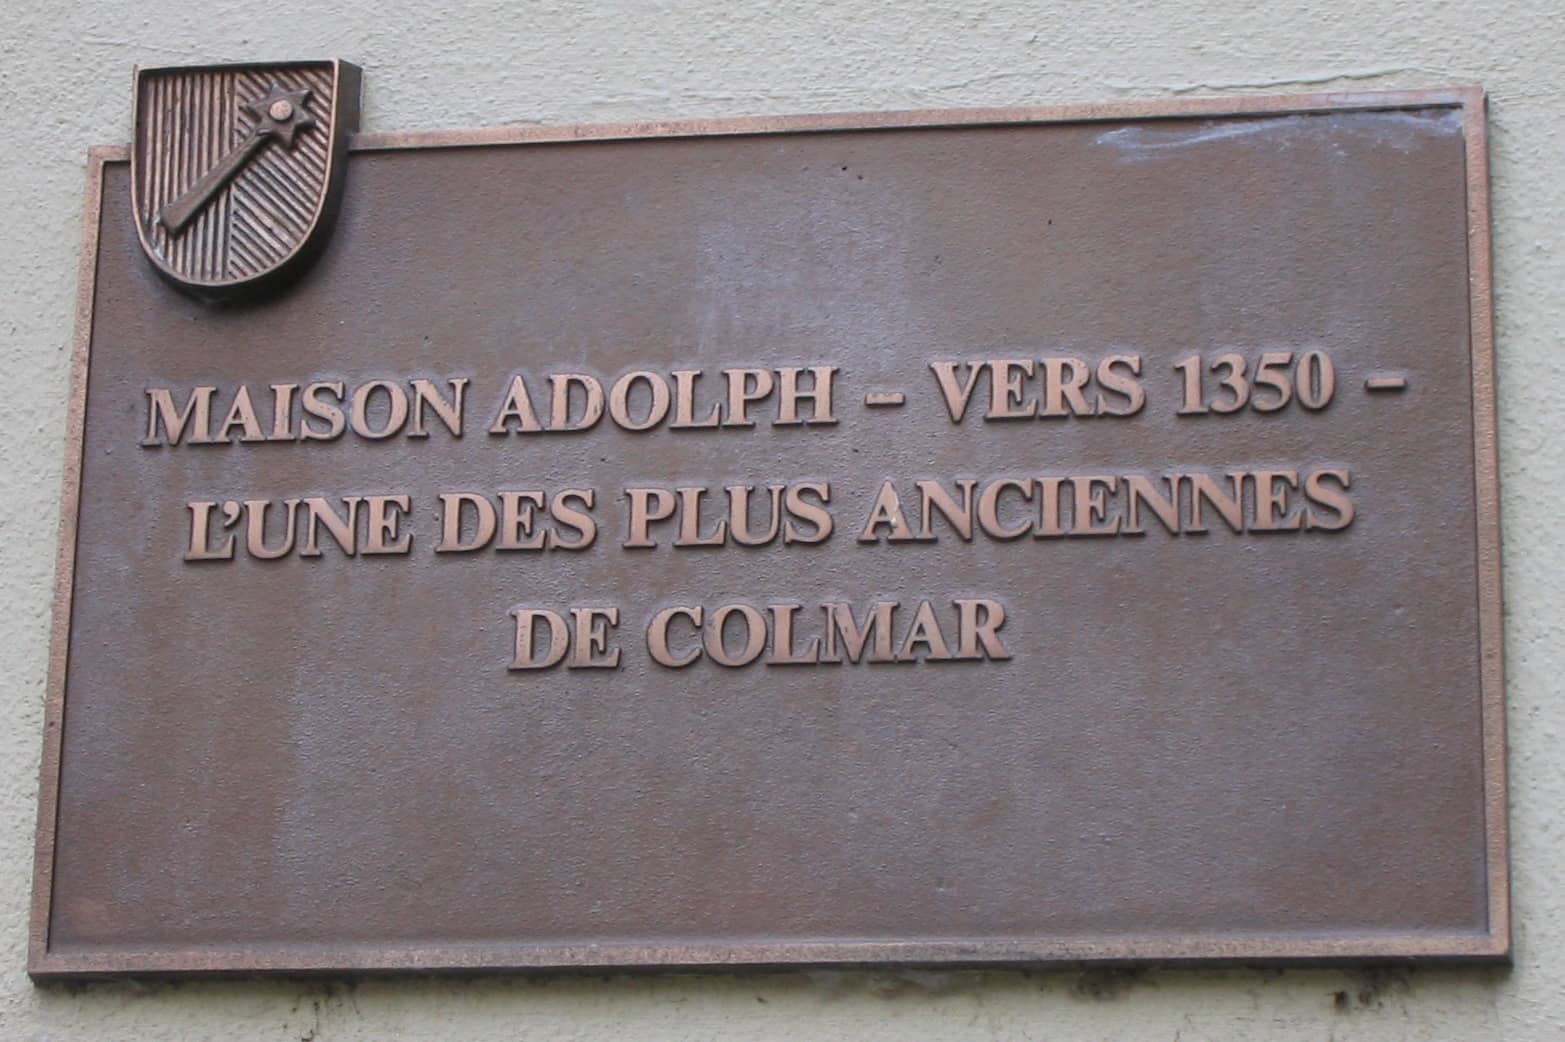 MAISON ADOLPH – VERS 1350 –
L'UNE DES PLUS ANCIENNES
DE COLMAR